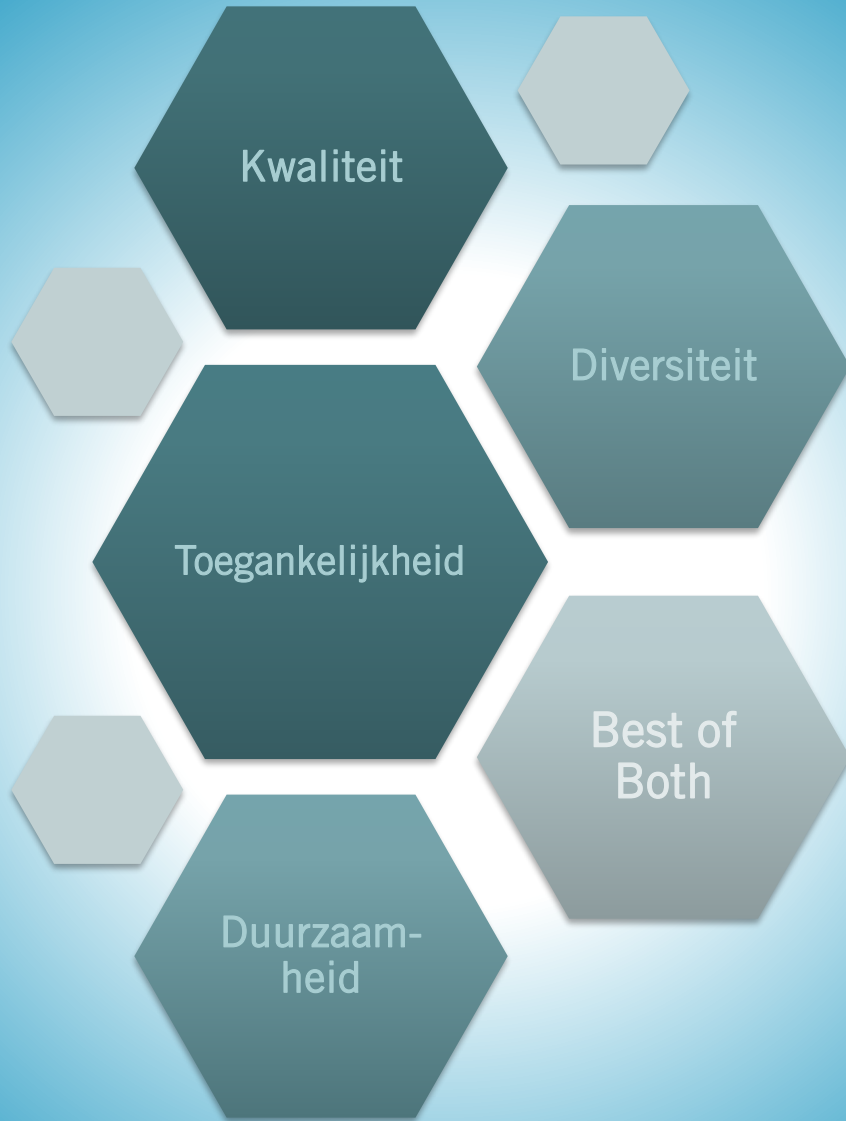 Kwaliteit
Diversiteit
Toegankelijkheid
Best of
Both
Duurzaam-
heid